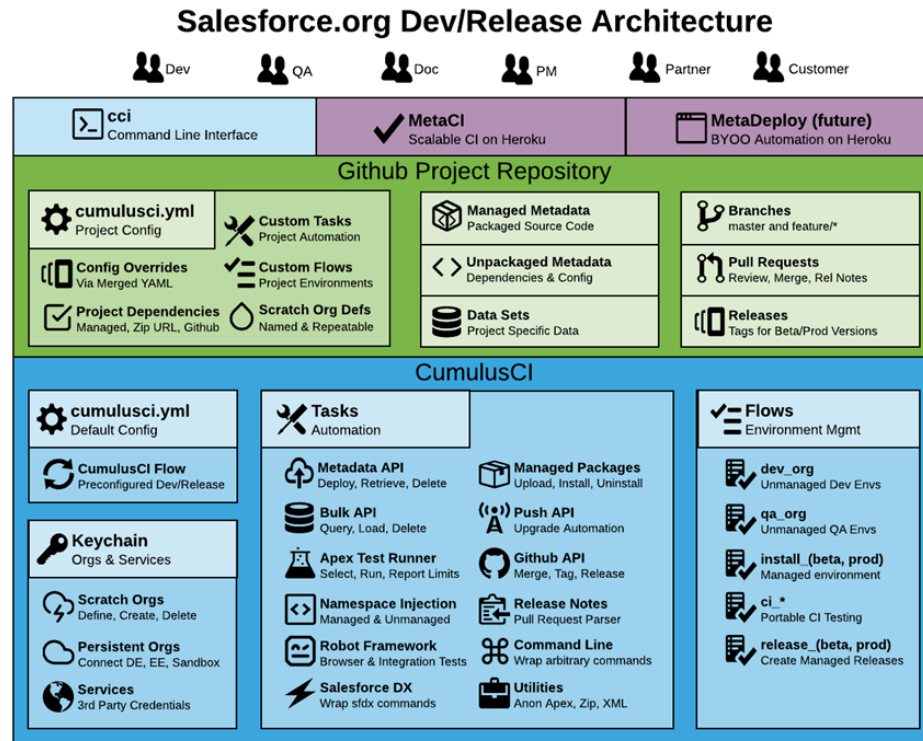 Salesforce.org Dev/Release Architecture
Dev
QA
Doc
PM
Partner
Customer
cci
Command Line Interface
MetaCI
Scalable CI on Heroku
MetaDeploy (future)
BYOO Automation on Heroku
Github Project Repository
cumulusci.yml
Project Config
Custom Tasks
Project Automation
Config Overrides
Via Merged YAML
Custom Flows
Project Environments
Project Dependencies
Managed, Zip URL, Github
Scratch Org Defs
Named & Repeatable
Managed Metadata
Packaged Source Code
Unpackaged Metadata
Dependencies & Config
Data Sets
Project Specific Data
Branches
master and feature/*
Pull Requests
Review, Merge, Rel Notes
Releases
Tags for Beta/Prod Versions
CumulusCI
cumulusci.yml
Default Config
CumulusCI Flow
Preconfigured Dev/Release
Keychain
Orgs & Services
Scratch Orgs
Define, Create, Delete
Persistent Orgs
Connect DE, EE, Sandbox
Services
3rd Party Credentials
Tasks
Automation
Metadata API
Deploy, Retrieve, Delete
Managed Packages
Upload, Install, Uninstall
Bulk API
Query, Load, Delete
Push API
Upgrade Automation
Apex Test Runner
Select, Run, Report Limits
Github API
Merge, Tag, Release
Namespace Injection
Managed & Unmanaged
Release Notes
Pull Request Parser
Robot Framework
Browser & Integration Tests
Command Line
Wrap arbitrary commands
Salesforce DX
Wrap sfdx commands
Utilities
Anon Apex, Zip, XML
Flows
Environment Mgmt
dev_org
Unmanaged Dev Envs
qa_org
Unmanaged QA Envs
install_(beta, prod)
Managed environment
ci_*
Portable CI Testing
release_(beta, prod)
Create Managed Releases